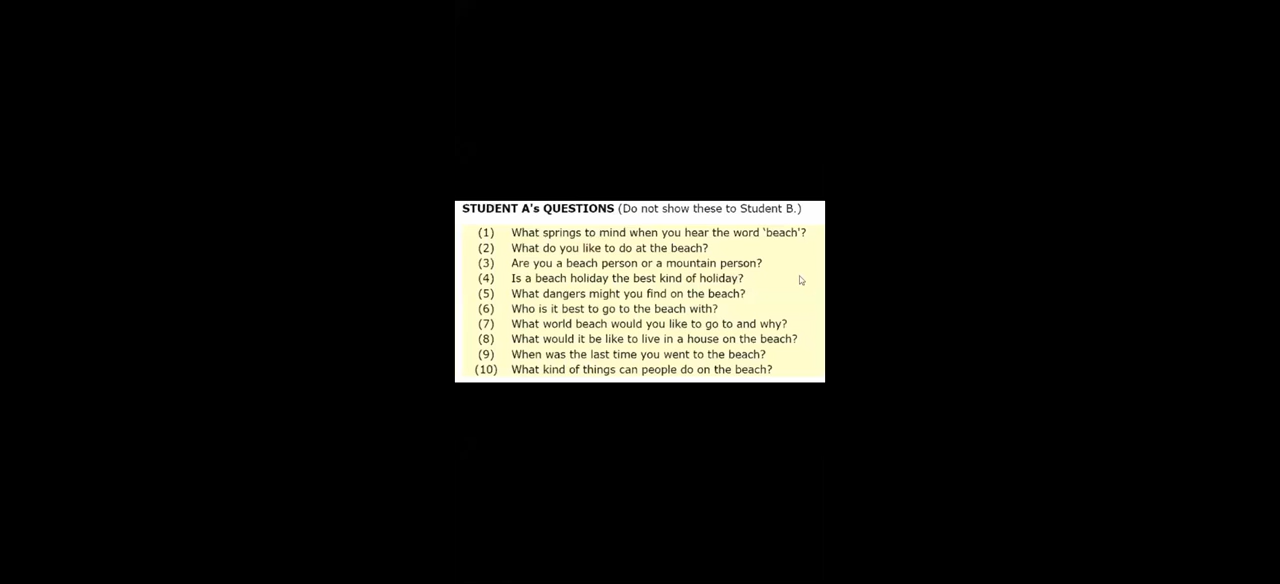 STUDENT A's QUESTIONS (Do not show these to Student B.)
(1) What springs to mind when you hear the word 'beach'?
(2) What do you like to do at the beach?
(3) Are you a beach person or a mountain person?
(4) Is a beach holiday the best kind of holiday?
(5) What dangers might you find on the beach?
(6) Who is it best to go to the beach with?
(7) What world beach would you like to go to and why?
(8) What would it be like to live in a house on the beach?
(9) When was the last time you went to the beach?
(10) What kind of things can people do on the beach?